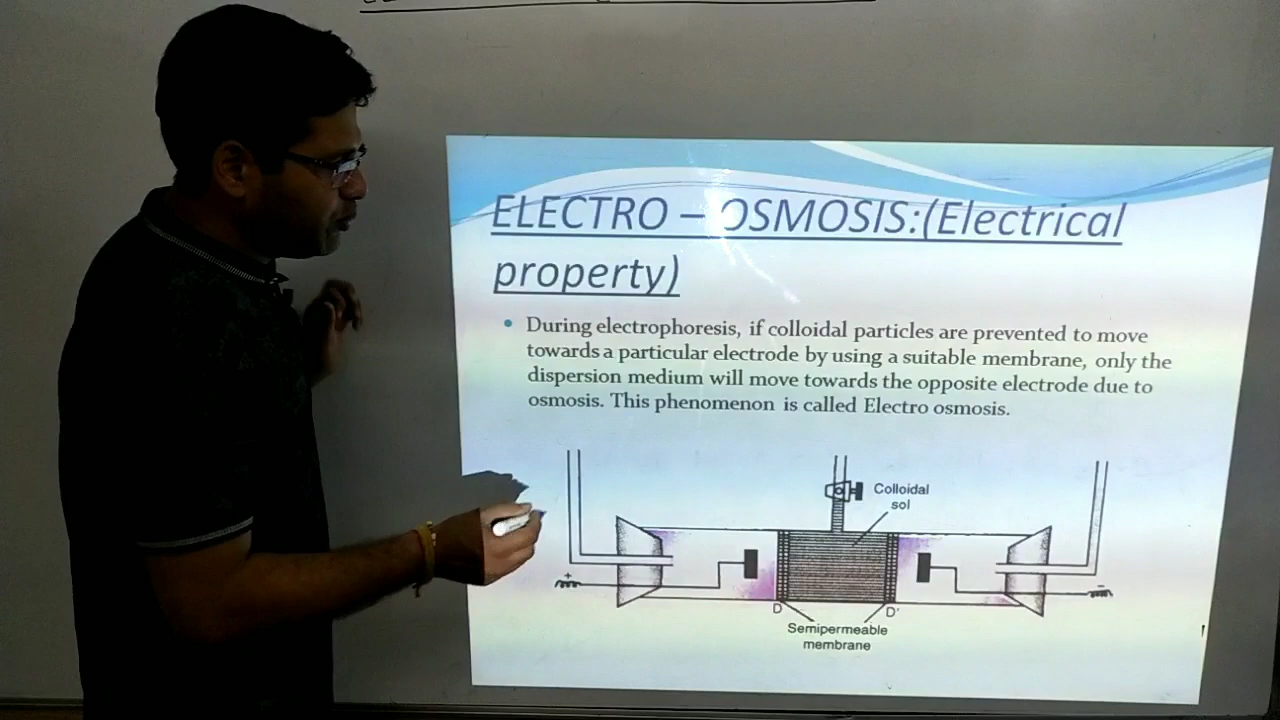 ELECTRO – OSMOSIS:(Electrical
property)
• During electrophoresis, if colloidal particles are prevented to move
towards a particular electrode by using a suitable membrane, only the
dispersion medium will move towards the opposite electrode due to
osmosis. This phenomenon is called Electro osmosis.
Colloidal
sol
+
-
D
D'
Semipermeable
membrane